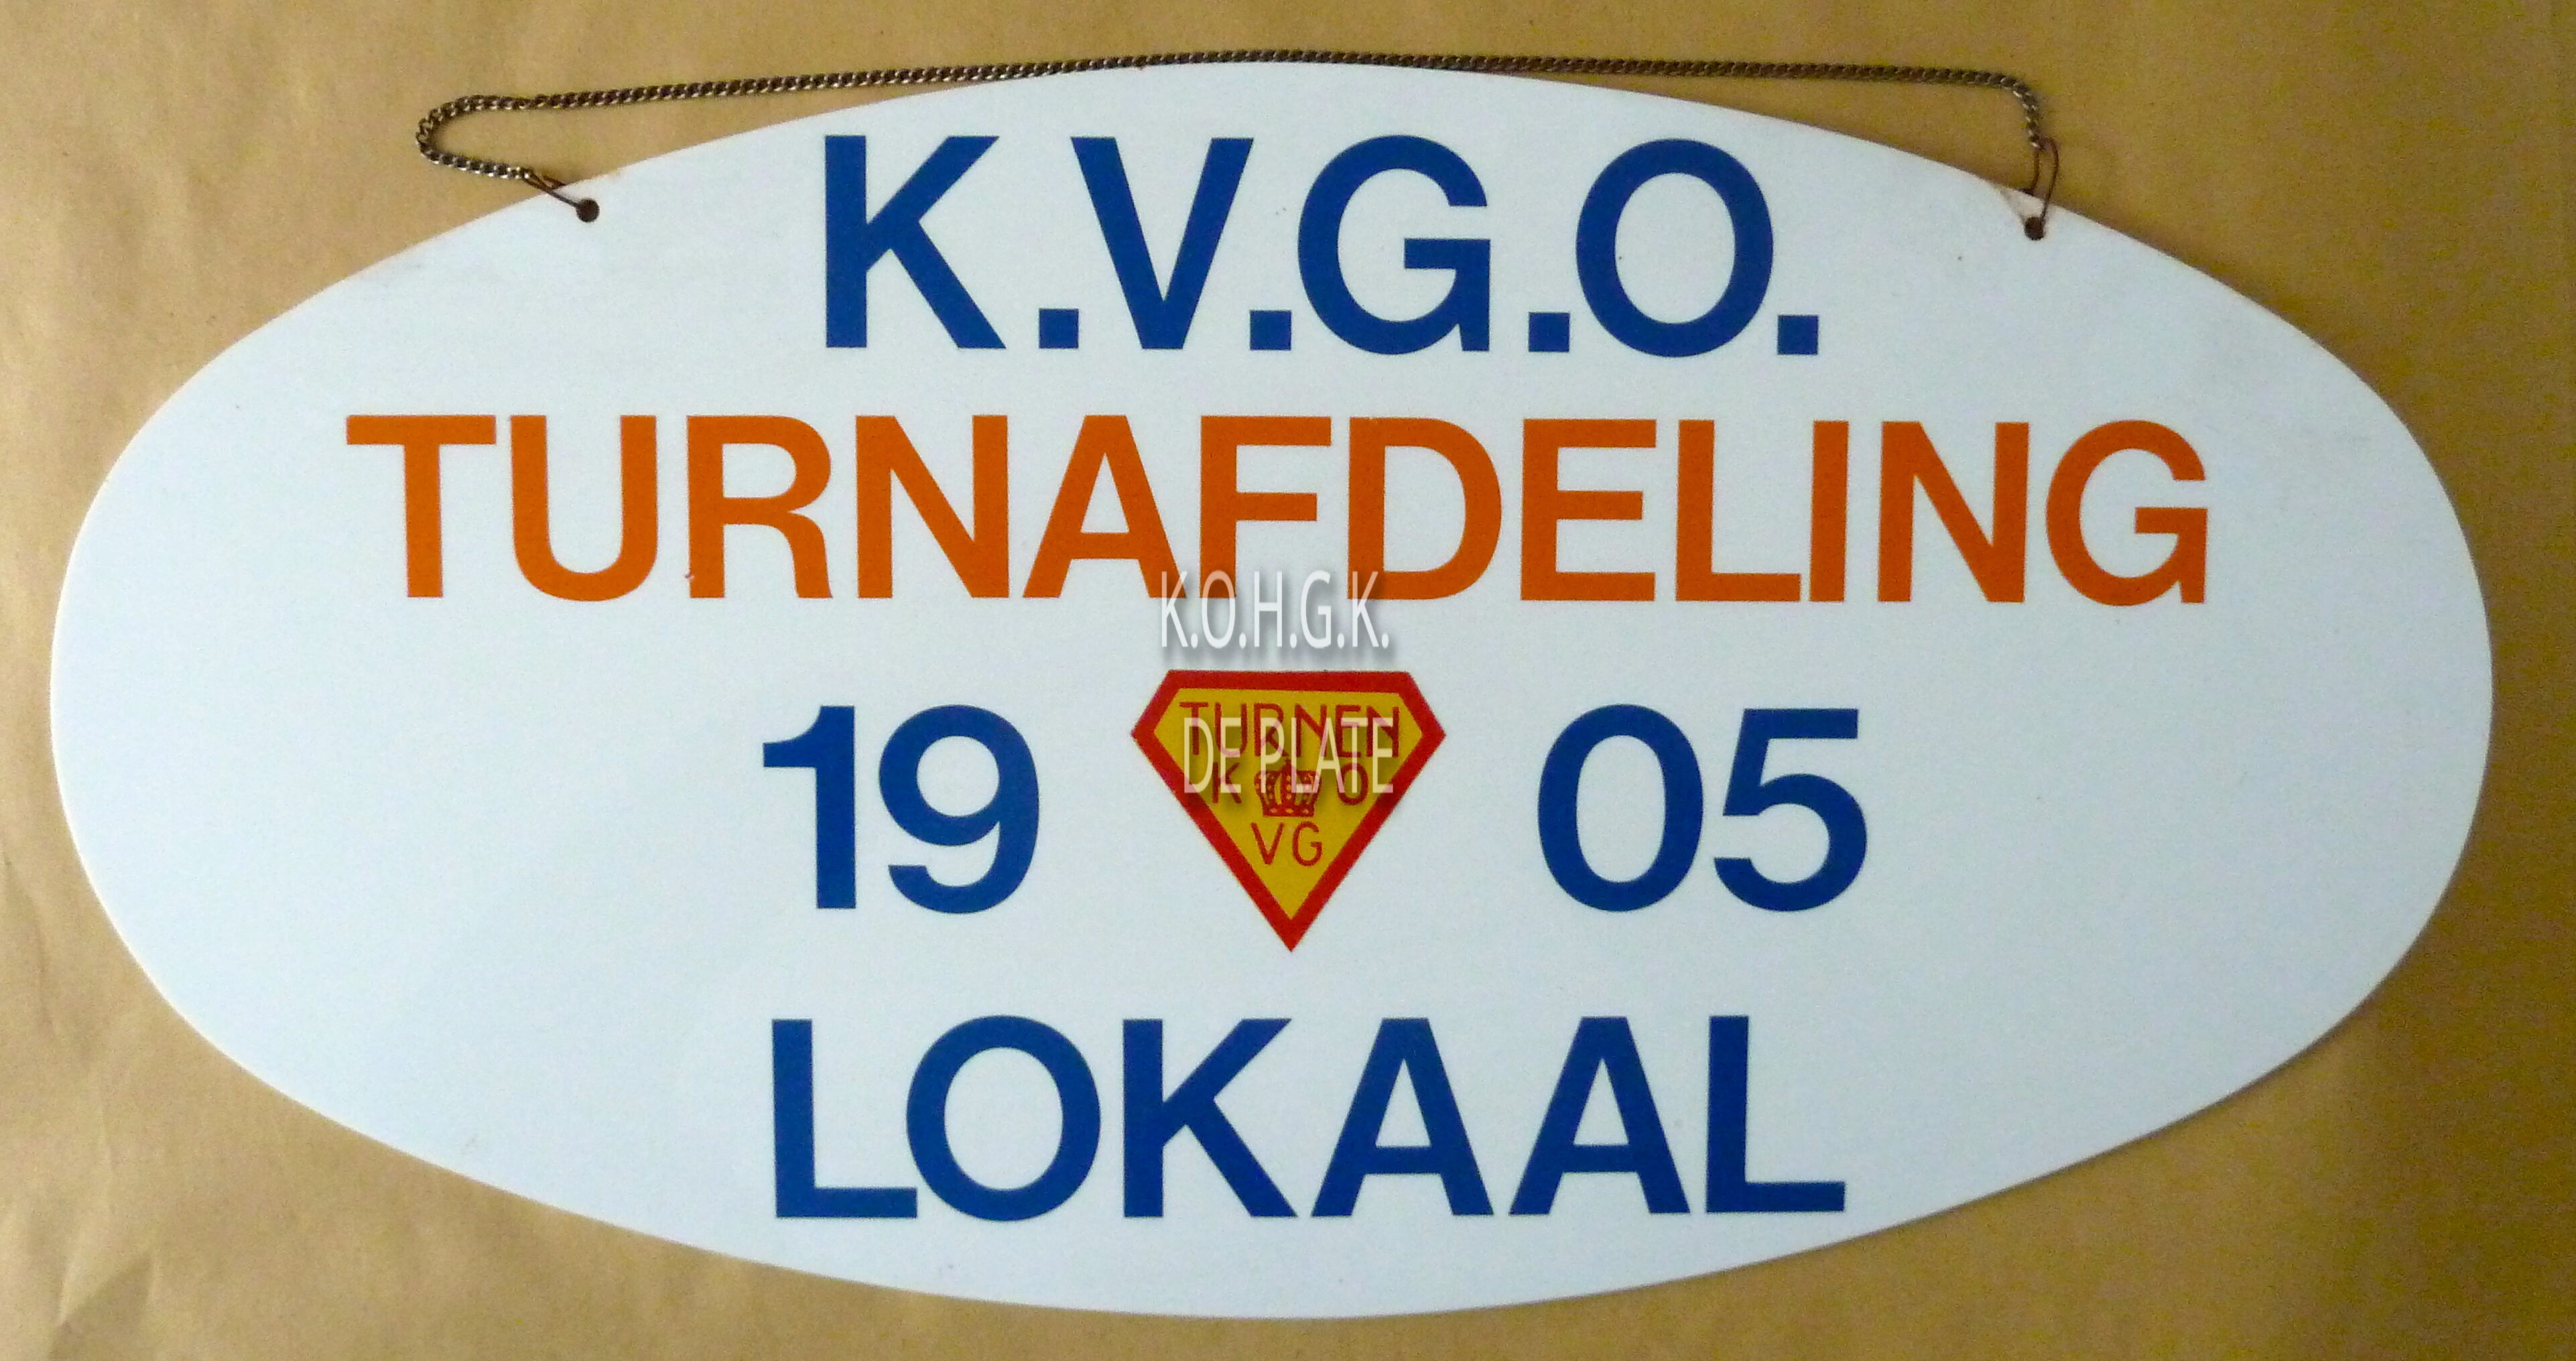 K.V.G.O.
TURNAFDELING
K.O.H.G.K.
19 05
TURNEN
DE PLATE
K O
VG
LOKAAL